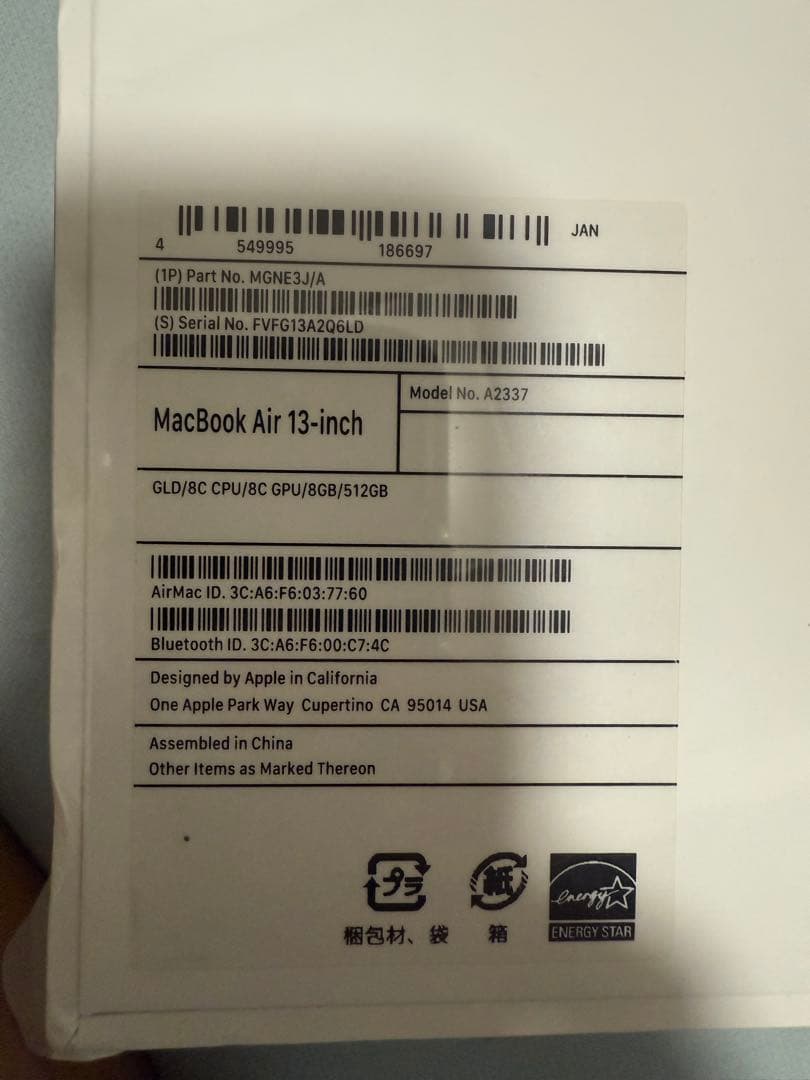 JAN
4 549995 186697
(1P) Part No. MGNE3J/A
(S) Serial No. FVFG13A2Q6LD
MacBook Air 13-inch
Model No. A2337
GLD/8C CPU/8C GPU/8GB/512GB
AirMac ID. 3C:A6:F6:03:77:60
Bluetooth ID. 3C:A6:F6:00:C7:4C
Designed by Apple in California
One Apple Park Way Cupertino CA 95014 USA
Assembled in China
Other Items as Marked Thereon
プラ
紙
energy
梱包材、袋
箱
ENERGY STAR